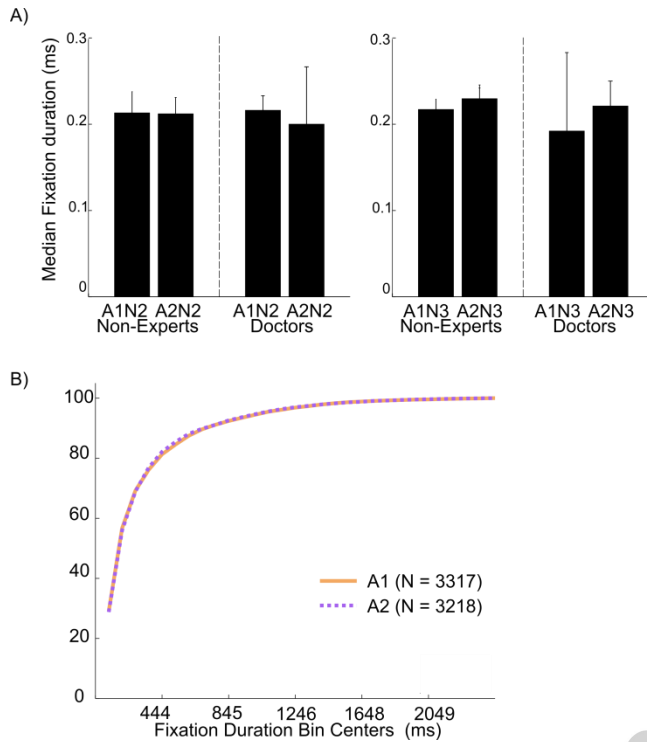 A)
Median Fixation duration (ms)
0.3
0.2
0.1
0
A1N2 A2N2 A1N2 A2N2
Non-Experts Doctors
0.3
0.2
0.1
0
A1N3 A2N3 A1N3 A2N3
Non-Experts Doctors
B)
100
80
60
40
20
0
A1 (N = 3317)
A2 (N = 3218)
444 845 1246 1648 2049
Fixation Duration Bin Centers (ms)